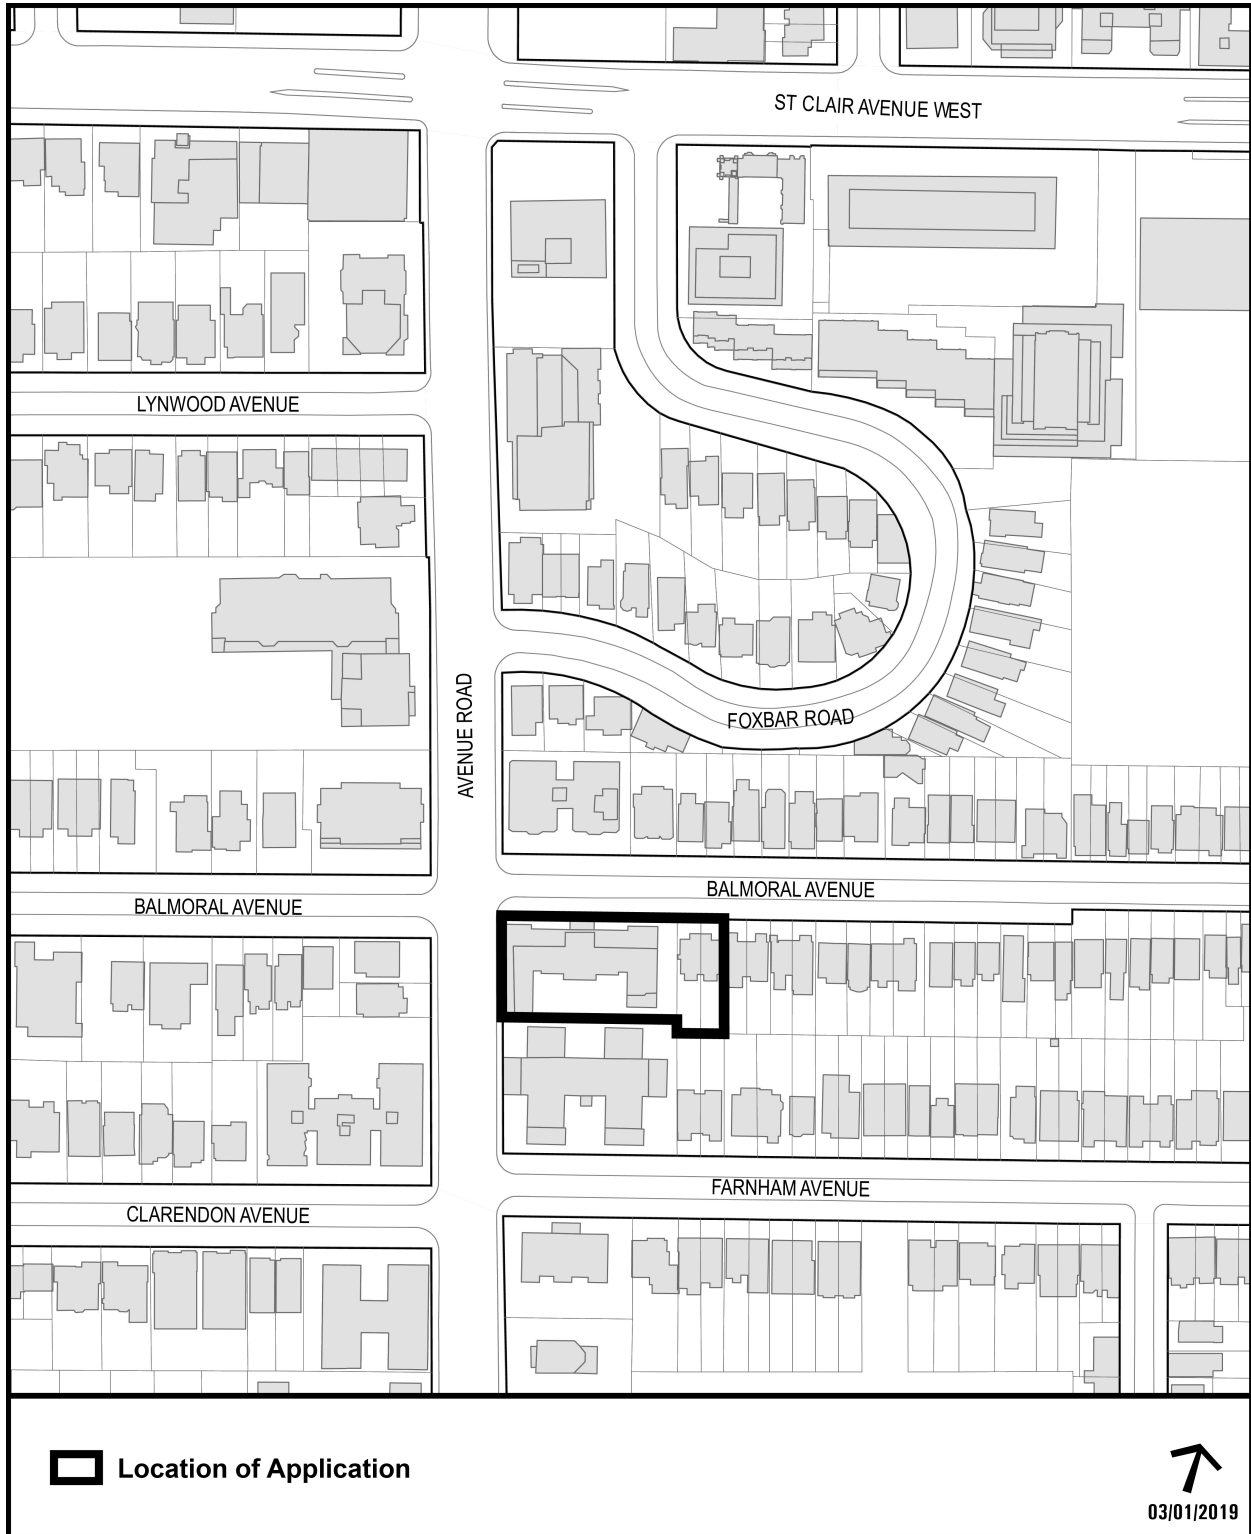 ST CLAIR AVENUE WEST
LYNWOOD AVENUE
AVENUE ROAD
FOXBAR ROAD
BALMORAL AVENUE
BALMORAL AVENUE
FARNHAM AVENUE
CLARENDON AVENUE
Location of Application
03/01/2019